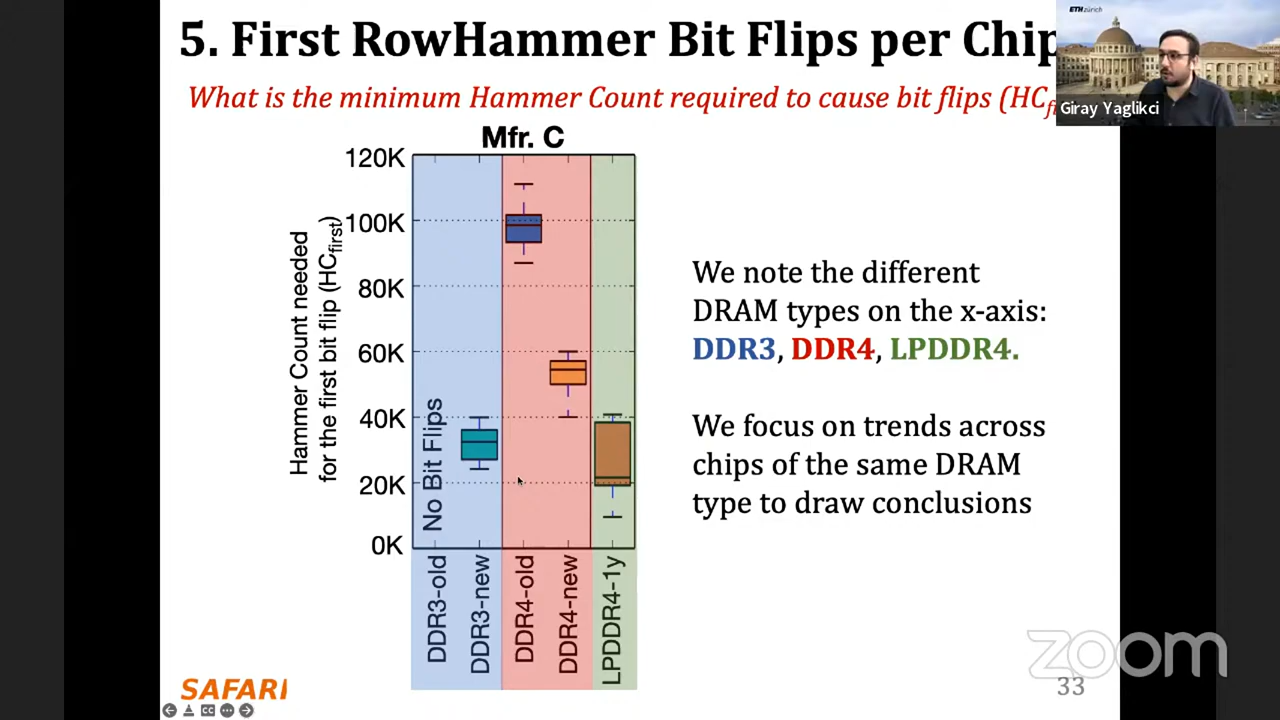 5. First RowHammer Bit Flips per Chip
What is the minimum Hammer Count required to cause bit flips (HC
ETH zürich
Giray Yaglikci
Mfr. C
120K
100K
80K
60K
40K
20K
0K
Hammer Count needed
for the first bit flip (HCfirst)
No Bit Flips
DDR3-old
DDR3-new
DDR4-old
DDR4-new
LPDDR4-1y
We note the different
DRAM types on the x-axis:
DDR3, DDR4, LPDDR4.
We focus on trends across
chips of the same DRAM
type to draw conclusions
SAFARI
zoom
33